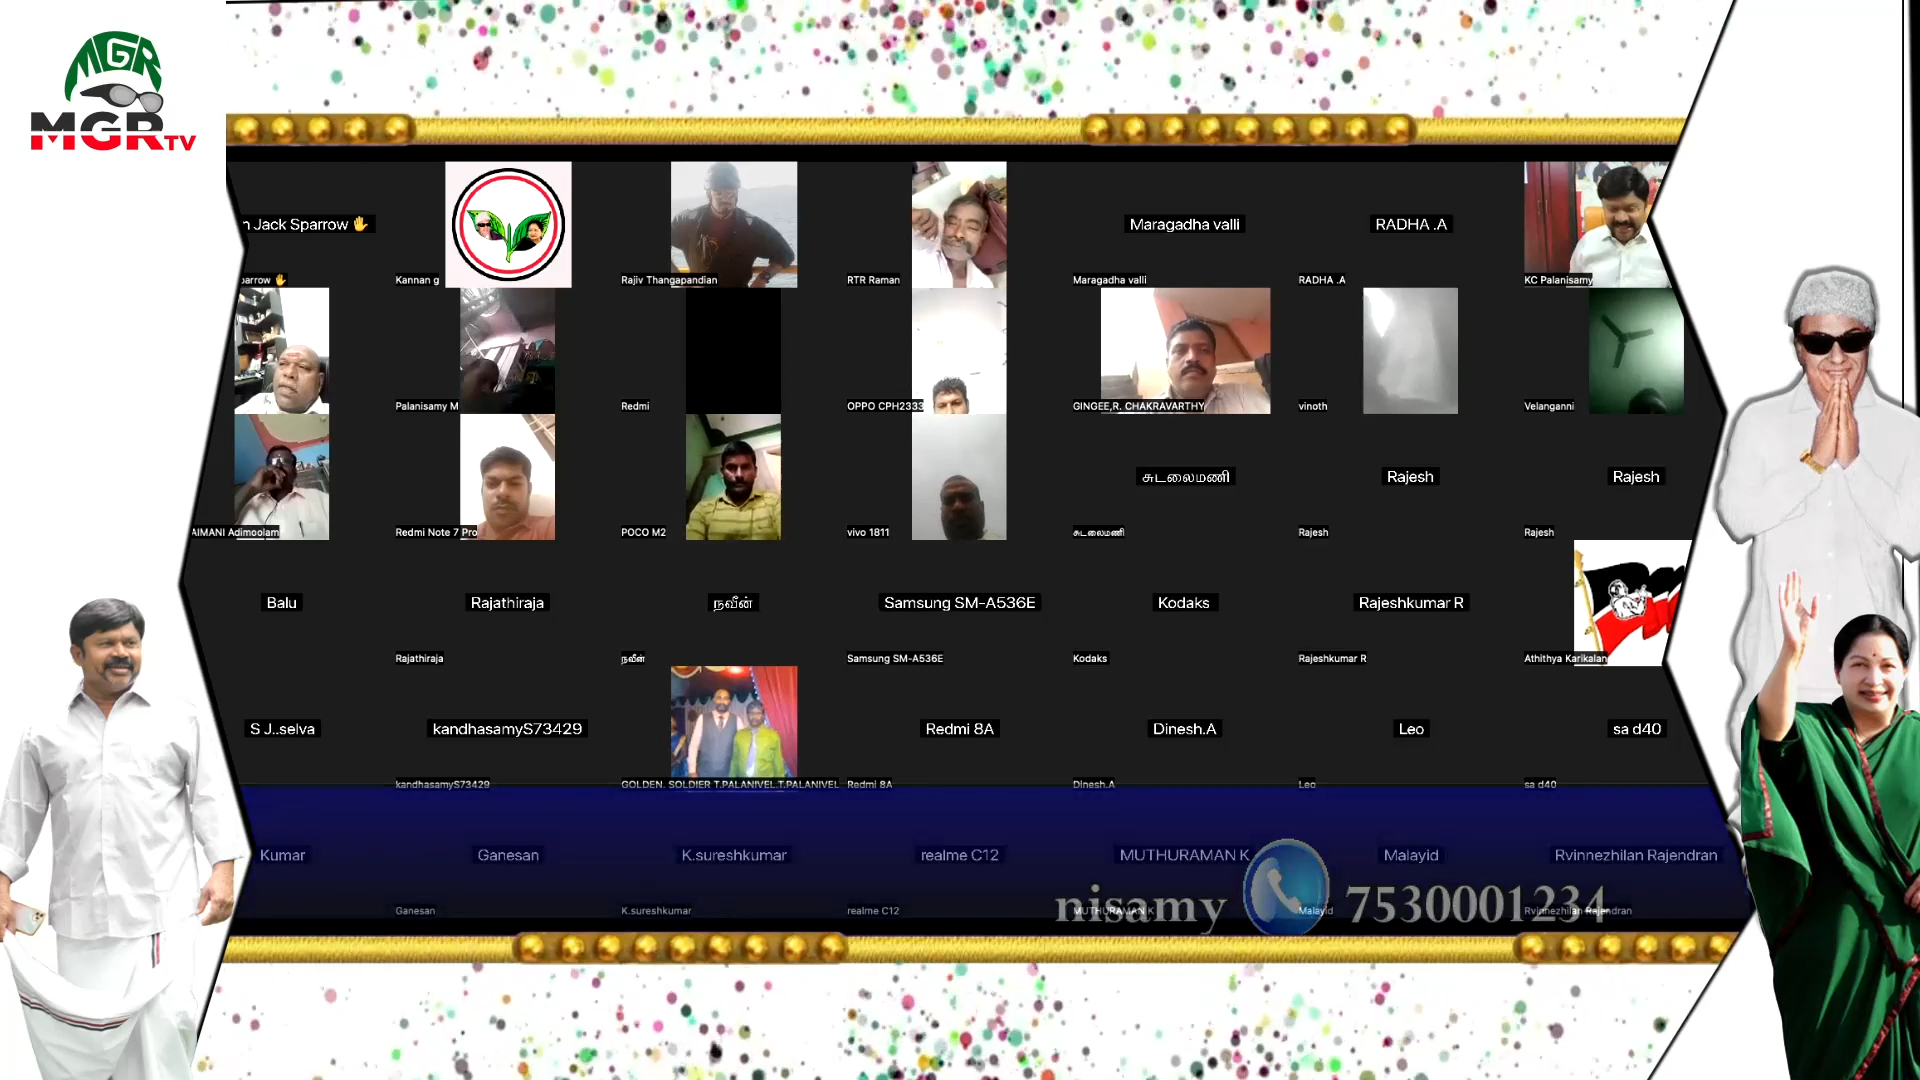 MGR
MGR TV
n Jack Sparrow ✋
Maragadha valli
RADHA .A
parrow ✋
Kannan g
Rajiv Thangapandian
RTR Raman
Maragadha valli
RADHA .A
KC Palanisamy
Palanisamy M
Redmi
OPPO CPH2333
GINGEE,R. CHAKRAVARTHY
vinoth
Velanganni
சுடலைமணி
Rajesh
Rajesh
AIMANI Adimoolam
Redmi Note 7 Pro
POCO M2
vivo 1811
சுடலைமணி
Rajesh
Rajesh
Balu
Rajathiraja
நவீன்
Samsung SM-A536E
Kodaks
Rajeshkumar R
Rajathiraja
நவீன்
Samsung SM-A536E
Kodaks
Rajeshkumar R
Athithya Karikalan
S J..selva
kandhasamyS73429
Redmi 8A
Dinesh.A
Leo
sa d40
kandhasamyS73429
GOLDEN. SOLDIER T.PALANIVEL.T.PALANIVEL
Redmi 8A
Dinesh.A
Leo
sa d40
Kumar
Ganesan
K.sureshkumar
realme C12
MUTHURAMAN K
Malayid
Rvinnezhilan Rajendran
Ganesan
K.sureshkumar
realme C12
MUTHURAMAN K
Malayid
Rvinnezhilan Rajendran
nisamy 7530001234